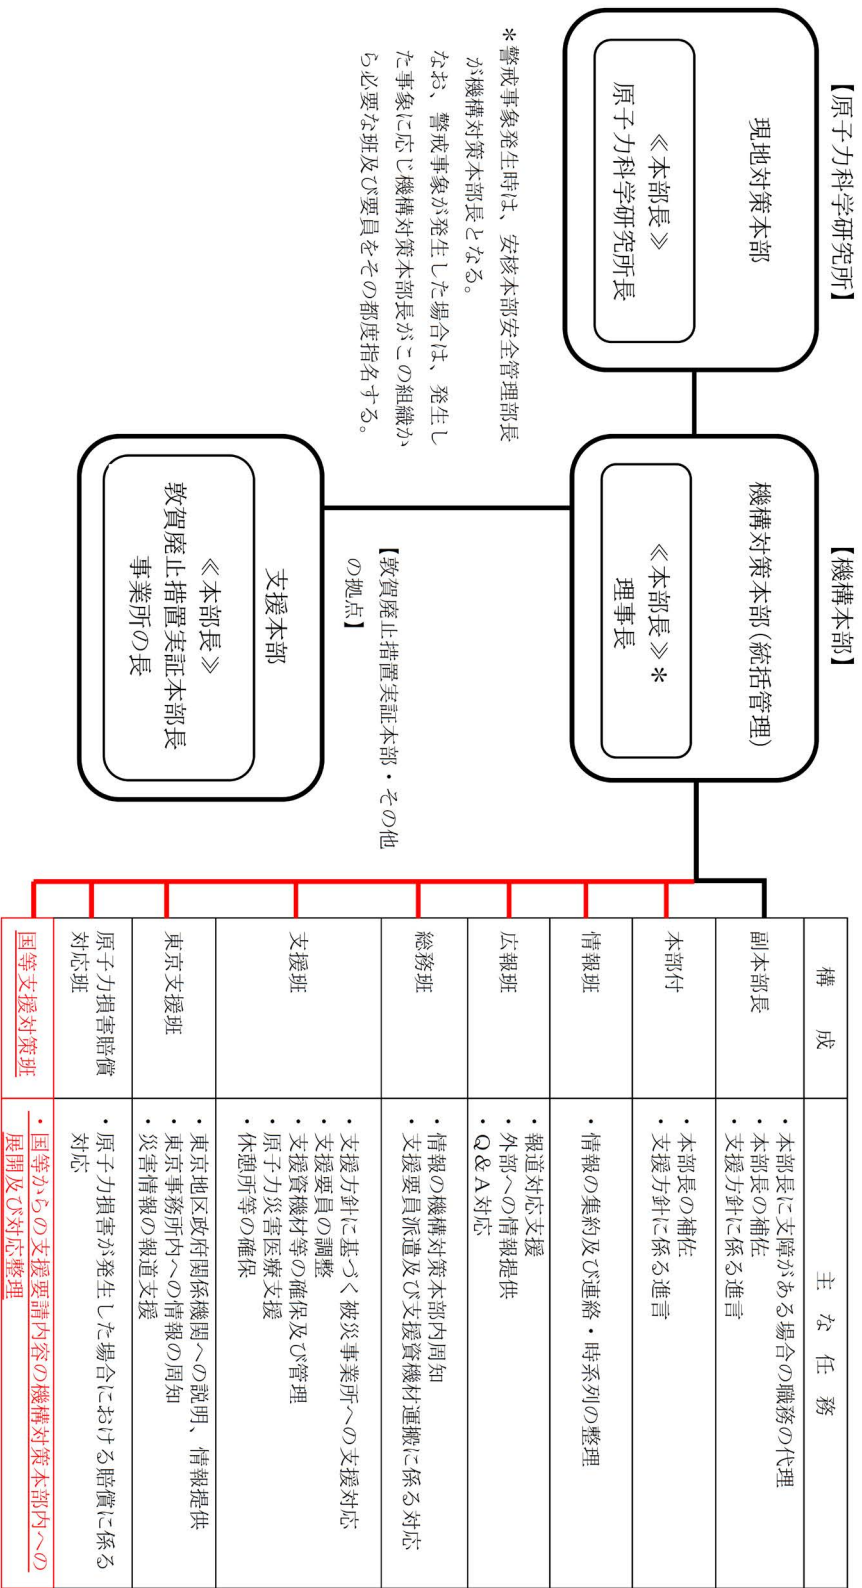 【原子力科学研究所】
現地対策本部
≪本部長≫
原子力科学研究所長
＊警戒事象発生時は、安核本部安全管理部長
が機構対策本部長となる。
なお、警戒事象が発生した場合は、発生し
た事象に応じ機構対策本部長がこの組織か
ら必要な班及び要員をその都度指名する。
【機構本部】
機構対策本部(統括管理)
≪本部長≫＊
理事長
【敦賀廃止措置実証本部・その他
の拠点】
支援本部
≪本部長≫
敦賀廃止措置実証本部長
事業所の長
構　成
主　な　任　務
副本部長
・本部長に支障がある場合の職務の代理
・本部長の補佐
・支援方針に係る進言
本部付
・本部長の補佐
・支援方針に係る進言
情報班
・情報の集約及び連絡・時系列の整理
広報班
・報道対応支援
・外部への情報提供
・Q＆A対応
総務班
・情報の機構対策本部内周知
・支援要員派遣及び支援資機材運搬に係る対応
支援班
・支援方針に基づく被災事業所への支援対応
・支援要員の調整
・支援資機材等の確保及び管理
・原子力災害医療支援
・休憩所等の確保
東京支援班
・東京地区政府関係機関への説明、情報提供
・東京事務所内への情報の周知
・災害情報の報道支援
原子力損害賠償
対応班
・原子力損害が発生した場合における賠償に係る
対応
国等支援対策班
・国等からの支援要請内容の機構対策本部内への
展開及び対応整理